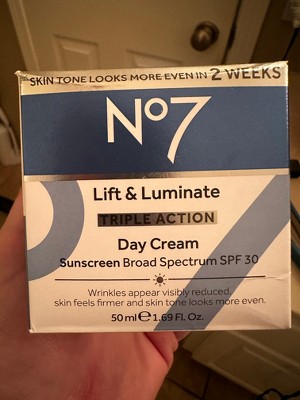 SKIN TONE LOOKS MORE EVEN IN 2 WEEKS
No7
Lift & Luminate
TRIPLE ACTION
Day Cream
Sunscreen Broad Spectrum SPF 30
Wrinkles appear visibly reduced,
skin feels firmer and skin tone looks more even.
50 ml ℮ 1.69 Fl. Oz.